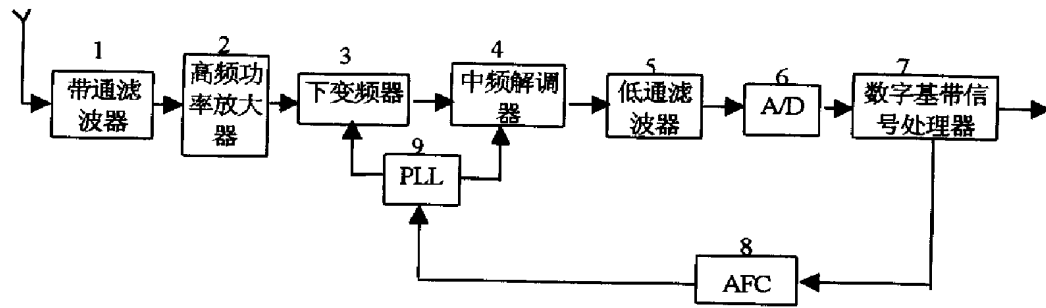 1
带通滤
波器
2
高频功
率放大
器
3
下变频器
4
中频解调
器
5
低通滤
波器
6
A/D
7
数字基带信
号处理器
9
PLL
8
AFC